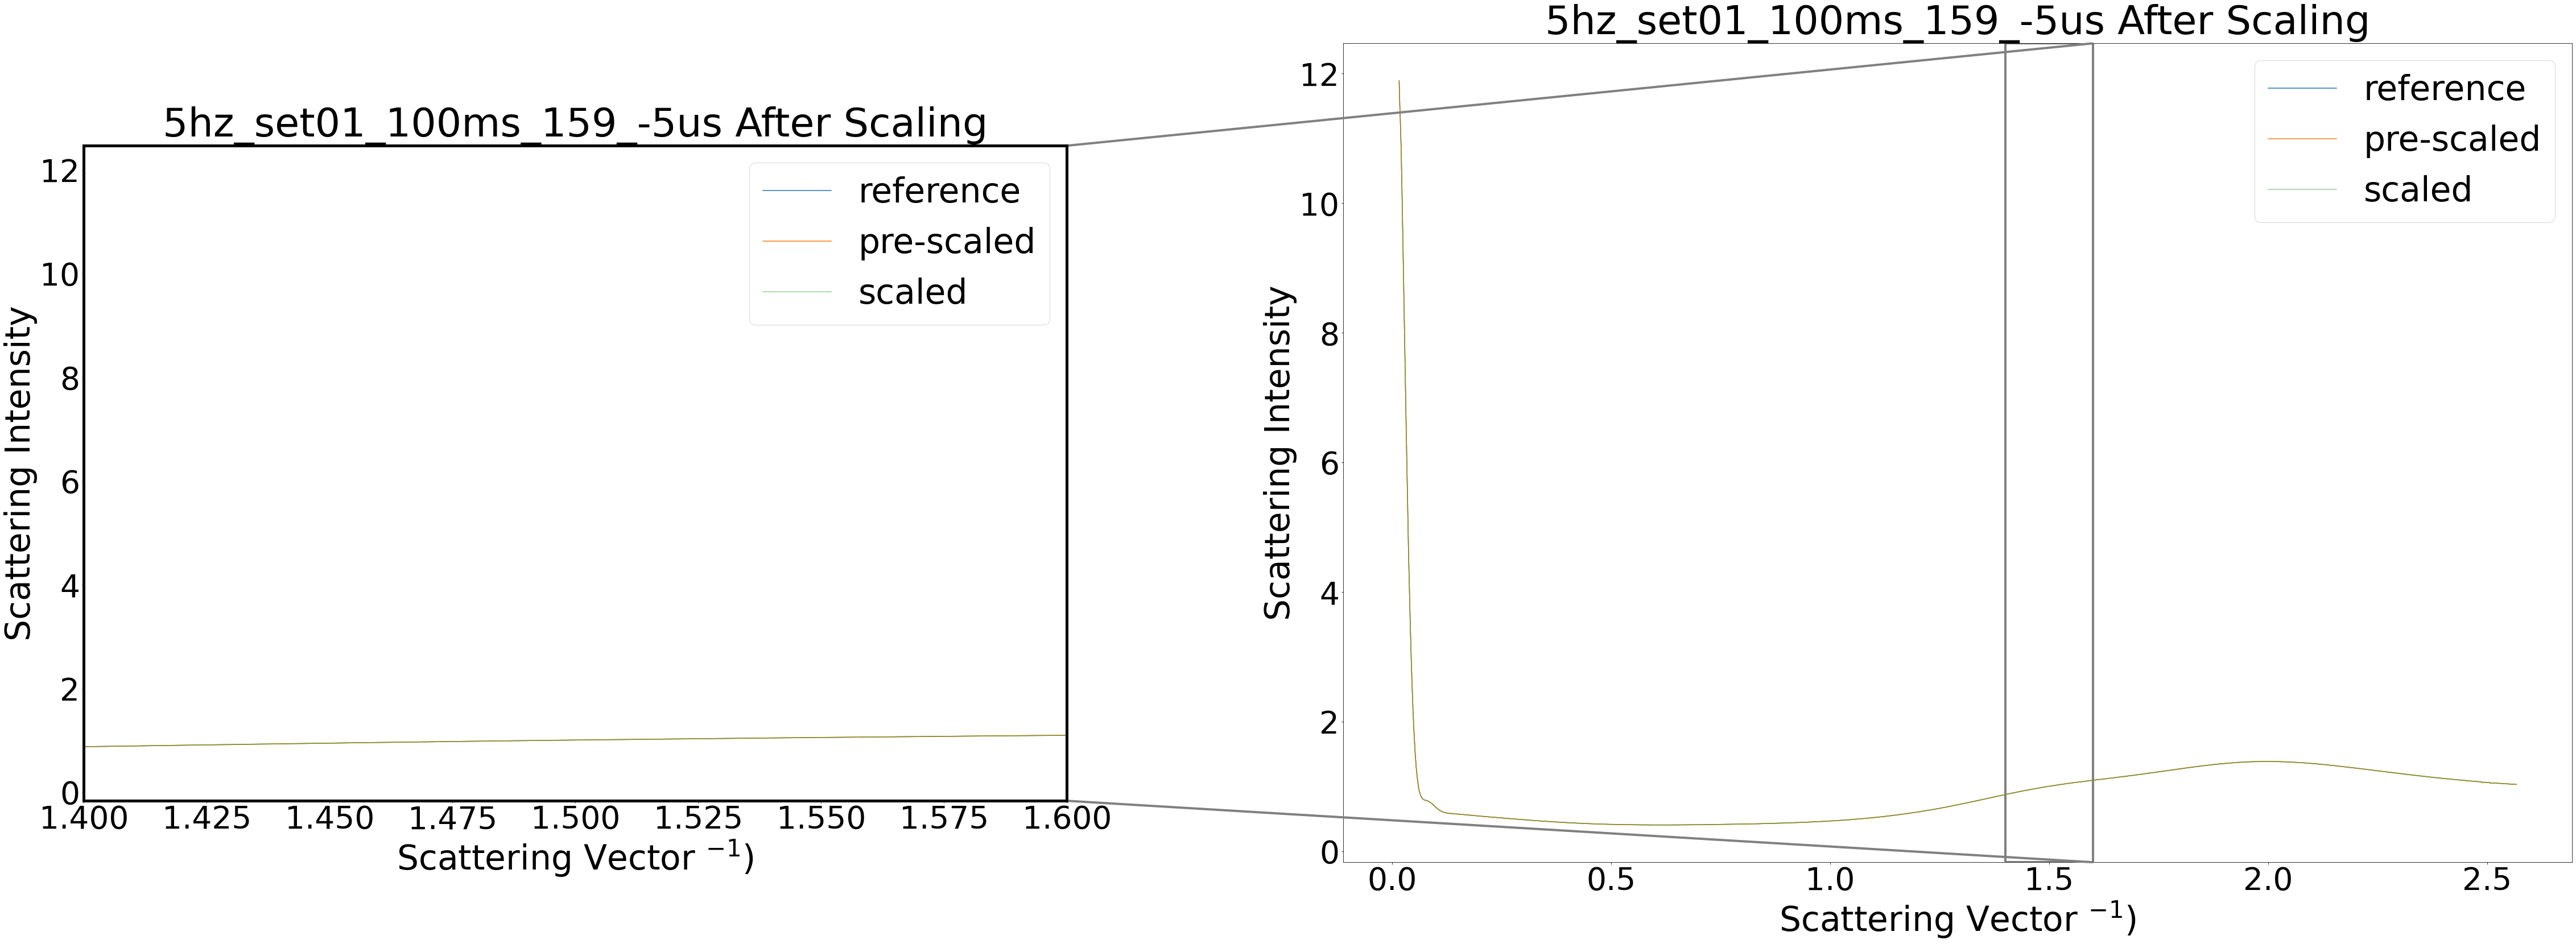 5hz_set01_100ms_159_-5us After Scaling
12
10
8
6
4
2
0
Scattering Intensity
reference
pre-scaled
scaled
1.400 1.425 1.450 1.475 1.500 1.525 1.550 1.575 1.600
Scattering Vector ⁻¹)
5hz_set01_100ms_159_-5us After Scaling
12
10
8
6
4
2
0
Scattering Intensity
reference
pre-scaled
scaled
0.0 0.5 1.0 1.5 2.0 2.5
Scattering Vector ⁻¹)